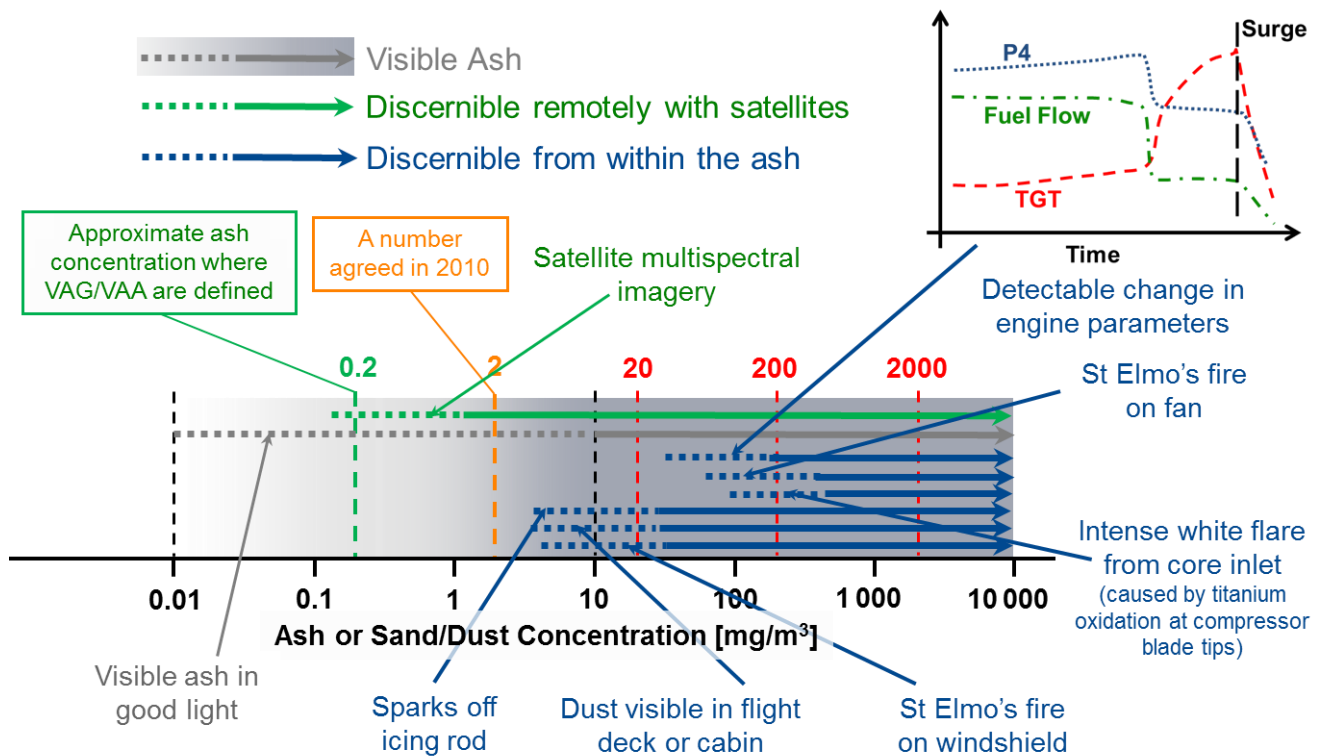 Visible Ash
Discernible remotely with satellites
Discernible from within the ash
P4
Surge
Fuel Flow
TGT
Time
Approximate ash
concentration where
VAG/VAA are defined
A number
agreed in 2010
Satellite multispectral
imagery
Detectable change in
engine parameters
St Elmo’s fire
on fan
0.2
2
20
200
2000
Intense white flare
from core inlet
(caused by titanium
oxidation at compressor
blade tips)
0.01
0.1
1
10
100
1 000
10 000
Ash or Sand/Dust Concentration [mg/m³]
Visible ash in
good light
Sparks off
icing rod
Dust visible in flight
deck or cabin
St Elmo’s fire
on windshield